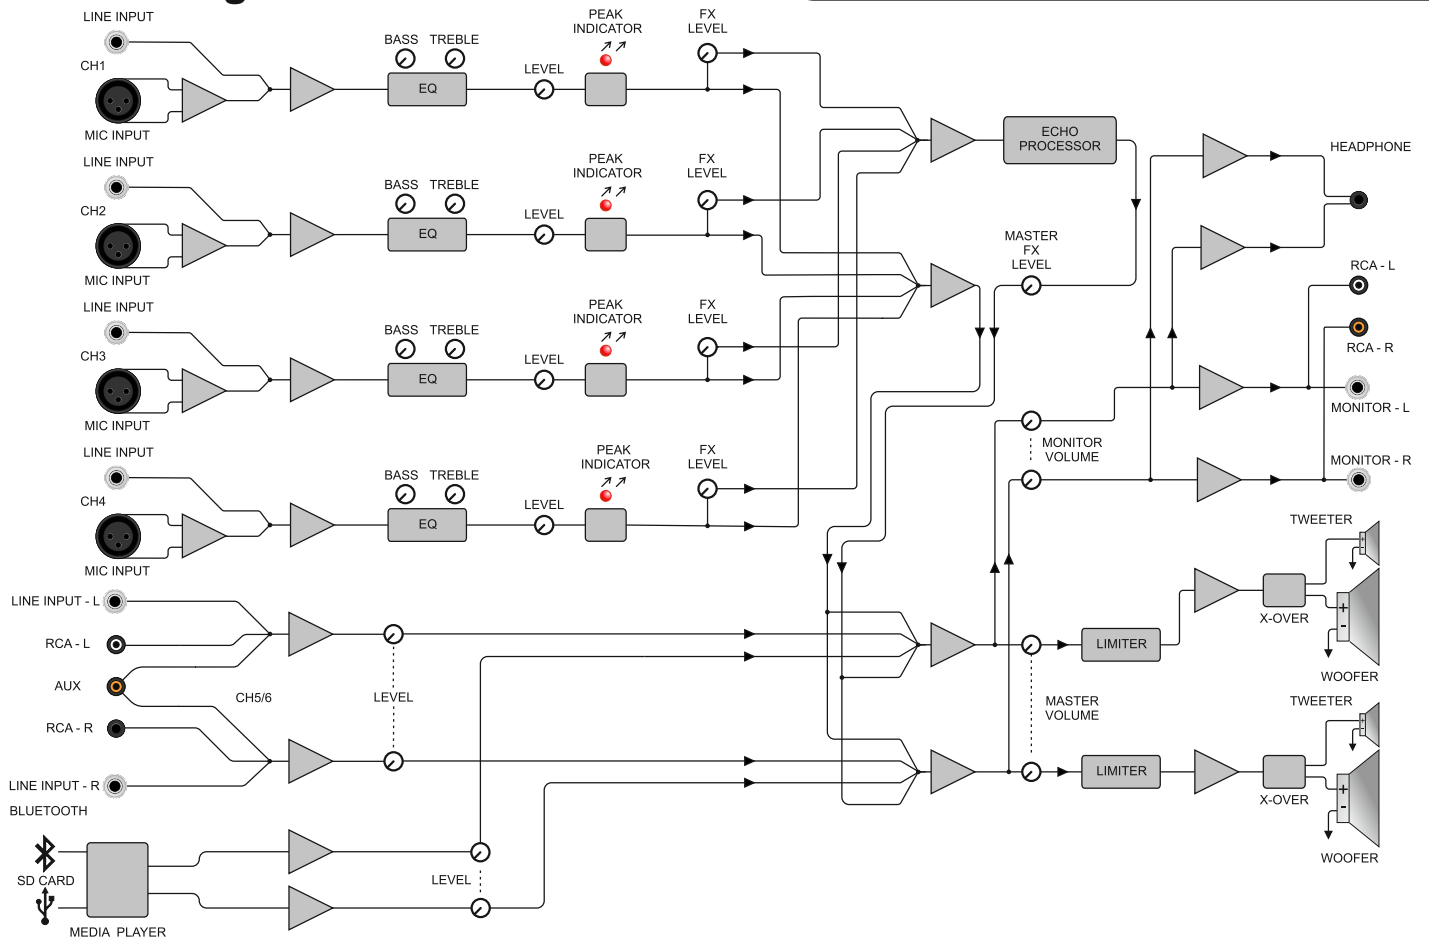 LINE INPUT
CH1
MIC INPUT
BASS TREBLE
EQ
LEVEL
PEAK
INDICATOR
FX
LEVEL
LINE INPUT
CH2
MIC INPUT
BASS TREBLE
EQ
LEVEL
PEAK
INDICATOR
FX
LEVEL
LINE INPUT
CH3
MIC INPUT
BASS TREBLE
EQ
LEVEL
PEAK
INDICATOR
FX
LEVEL
LINE INPUT
CH4
MIC INPUT
BASS TREBLE
EQ
LEVEL
PEAK
INDICATOR
FX
LEVEL
LINE INPUT - L
RCA - L
AUX
CH5/6
RCA - R
LINE INPUT - R
LEVEL
BLUETOOTH
SD CARD
MEDIA PLAYER
LEVEL
ECHO
PROCESSOR
MASTER
FX
LEVEL
HEADPHONE
RCA - L
RCA - R
MONITOR - L
MONITOR
VOLUME
MONITOR - R
TWEETER
+
-
LIMITER
X-OVER
+
-
WOOFER
MASTER
VOLUME
TWEETER
+
-
LIMITER
X-OVER
+
-
WOOFER